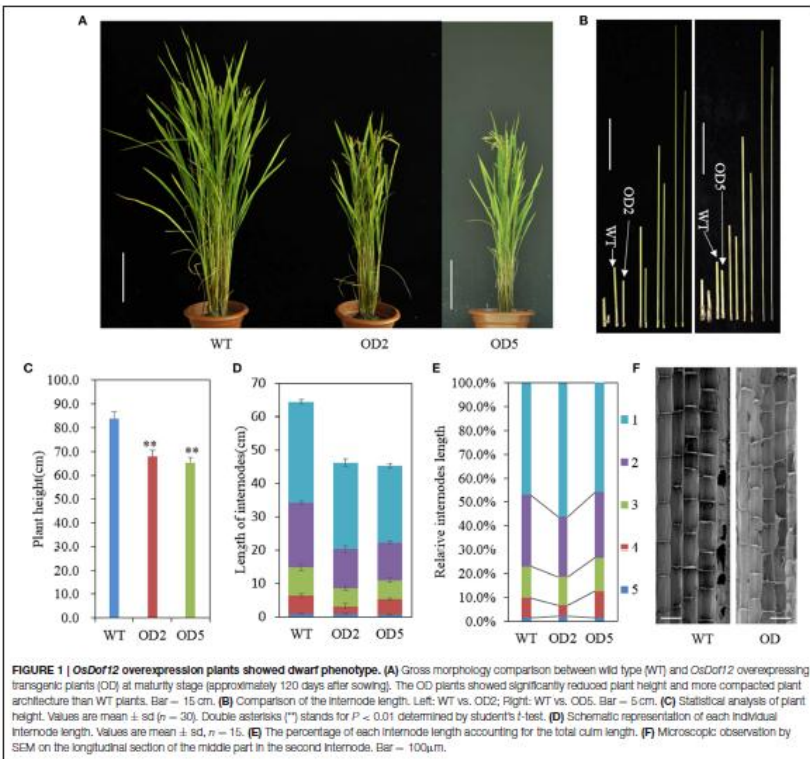 A
B
WT
OD2
OD5
WT
OD2
WT
OD5
C
D
E
F
100.0
90.0
80.0
70.0
60.0
50.0
40.0
30.0
20.0
10.0
0.0
Plant height(cm)
**
**
WT OD2 OD5
70
60
50
40
30
20
10
0
Length of internodes(cm)
WT OD2 OD5
100.0%
90.0%
80.0%
70.0%
60.0%
50.0%
40.0%
30.0%
20.0%
10.0%
0.0%
Relative internodes length
WT OD2 OD5
1
2
3
4
5
WT OD
FIGURE 1 | OsDof12 overexpression plants showed dwarf phenotype. (A) Gross morphology comparison between wild type (WT) and OsDof12 overexpressing
transgenic plants (OD) at maturity stage (approximately 120 days after sowing). The OD plants showed significantly reduced plant height and more compacted plant
architecture than WT plants. Bar = 15 cm. (B) Comparison of the internode length. Left: WT vs. OD2; Right: WT vs. OD5. Bar = 5cm. (C) Statistical analysis of plant
height. Values are mean ± sd (n = 30). Double asterisks (**) stands for P < 0.01 determined by student's t-test. (D) Schematic representation of each individual
internode length. Values are mean ± sd, n = 15. (E) The percentage of each internode length accounting for the total culm length. (F) Microscopic observation by
SEM on the longitudinal section of the middle part in the second internode. Bar = 100μm.